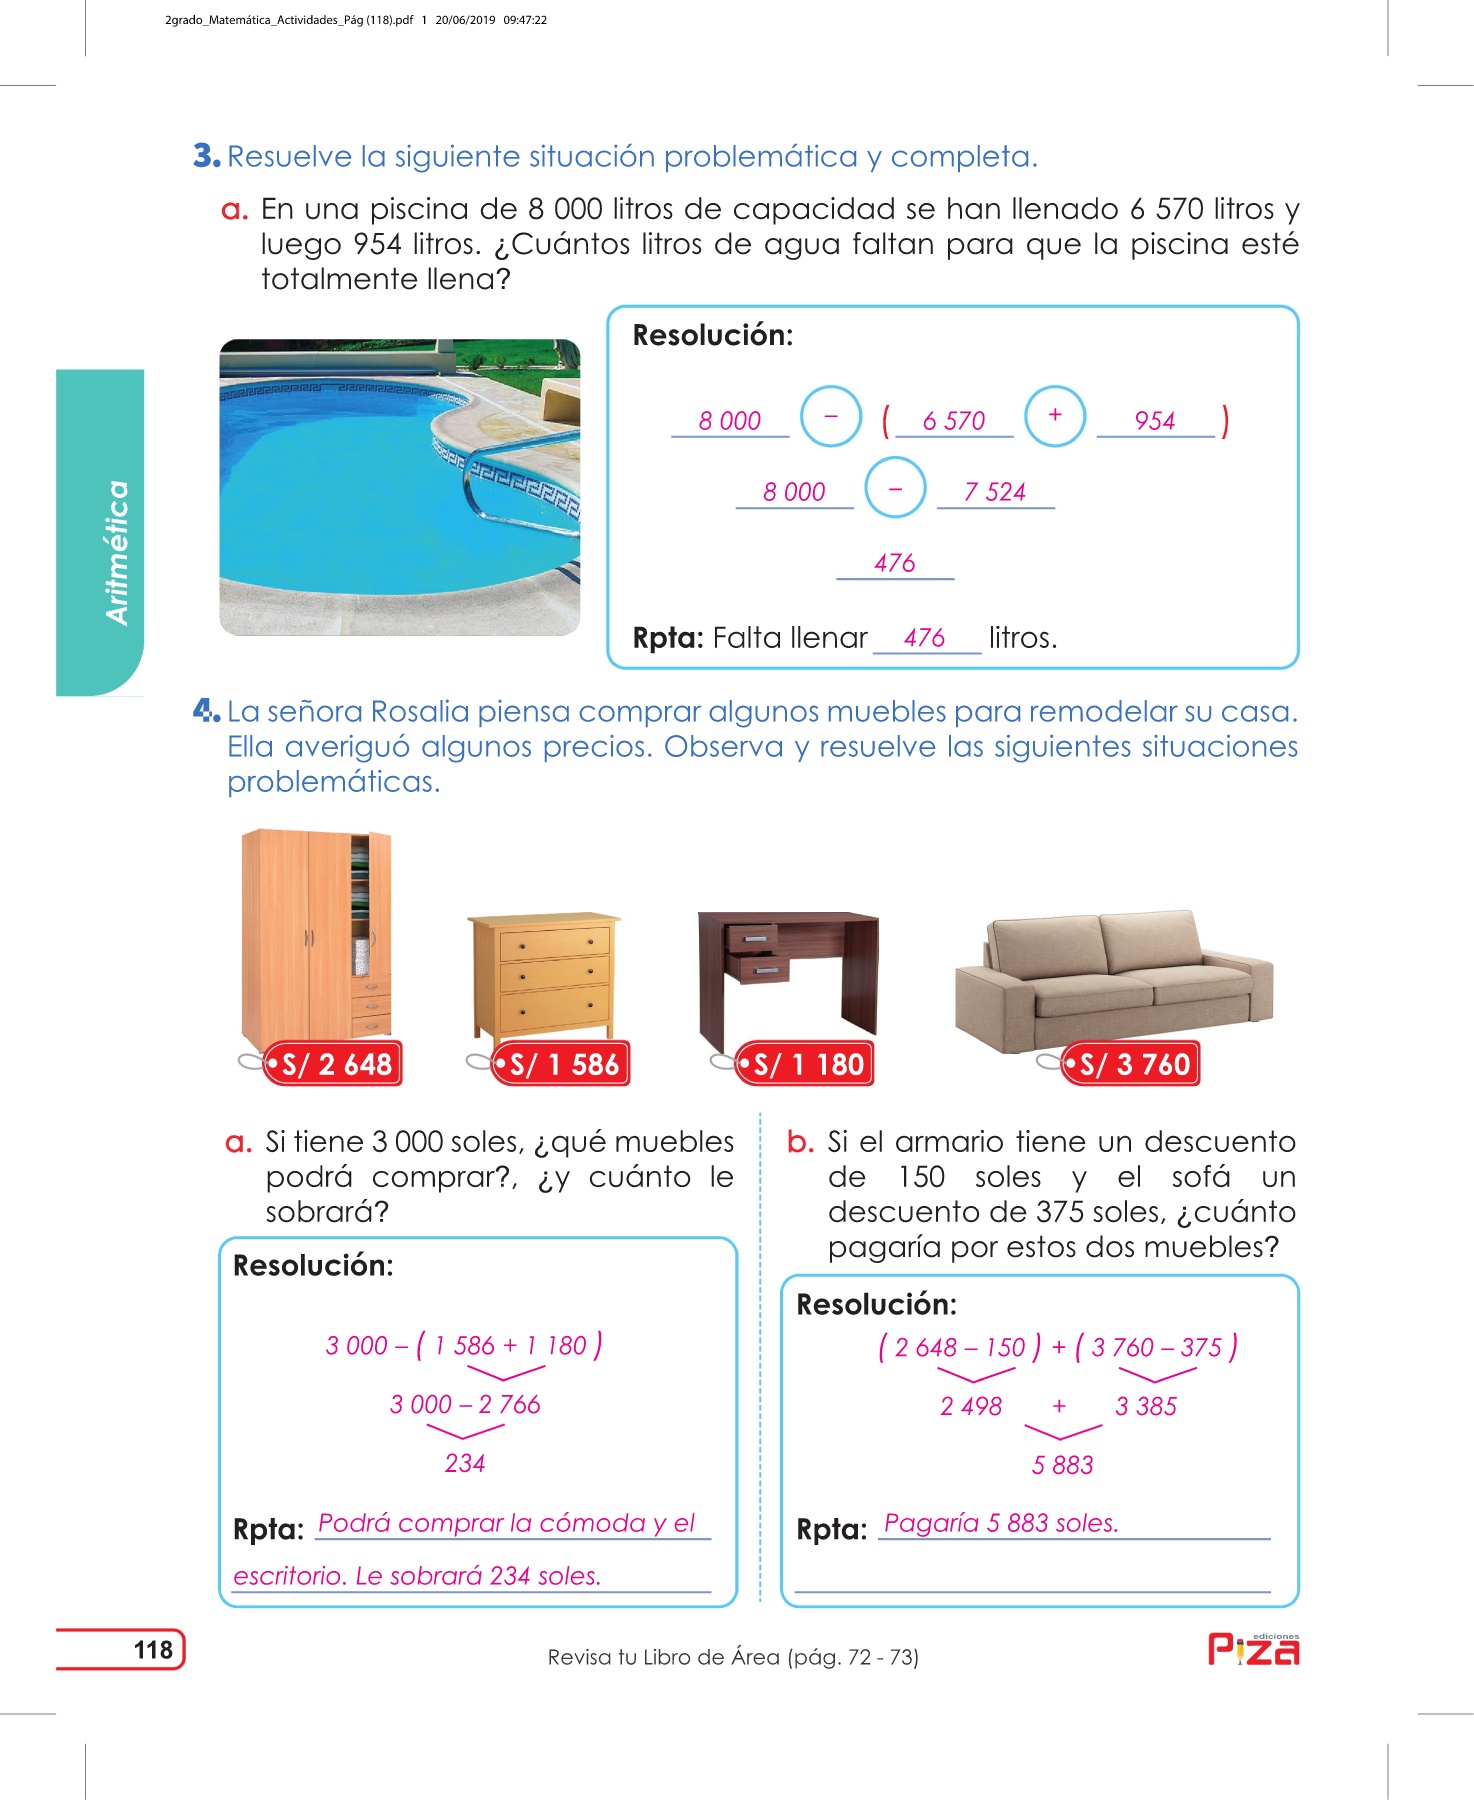 2grado_Matemática_Actividades_Pág (118).pdf 1 20/06/2019 09:47:22
3. Resuelve la siguiente situación problemática y completa.
a. En una piscina de 8 000 litros de capacidad se han llenado 6 570 litros y
luego 954 litros. ¿Cuántos litros de agua faltan para que la piscina esté
totalmente llena?
Resolución:
8 000 – ( 6 570 + 954 )
8 000 – 7 524
476
Rpta: Falta llenar 476 litros.
Aritmética
4. La señora Rosalia piensa comprar algunos muebles para remodelar su casa.
Ella averiguó algunos precios. Observa y resuelve las siguientes situaciones
problemáticas.
S/ 2 648 S/ 1 586 S/ 1 180 S/ 3 760
a. Si tiene 3 000 soles, ¿qué muebles
podrá comprar?, ¿y cuánto le
sobrará?
Resolución:
3 000 – ( 1 586 + 1 180 )
3 000 – 2 766
234
Rpta: Podrá comprar la cómoda y el
escritorio. Le sobrará 234 soles.
b. Si el armario tiene un descuento
de 150 soles y el sofá un
descuento de 375 soles, ¿cuánto
pagaría por estos dos muebles?
Resolución:
( 2 648 – 150 ) + ( 3 760 – 375 )
2 498 + 3 385
5 883
Rpta: Pagaría 5 883 soles.
118
Revisa tu Libro de Área (pág. 72 - 73)
ediciones
Piza